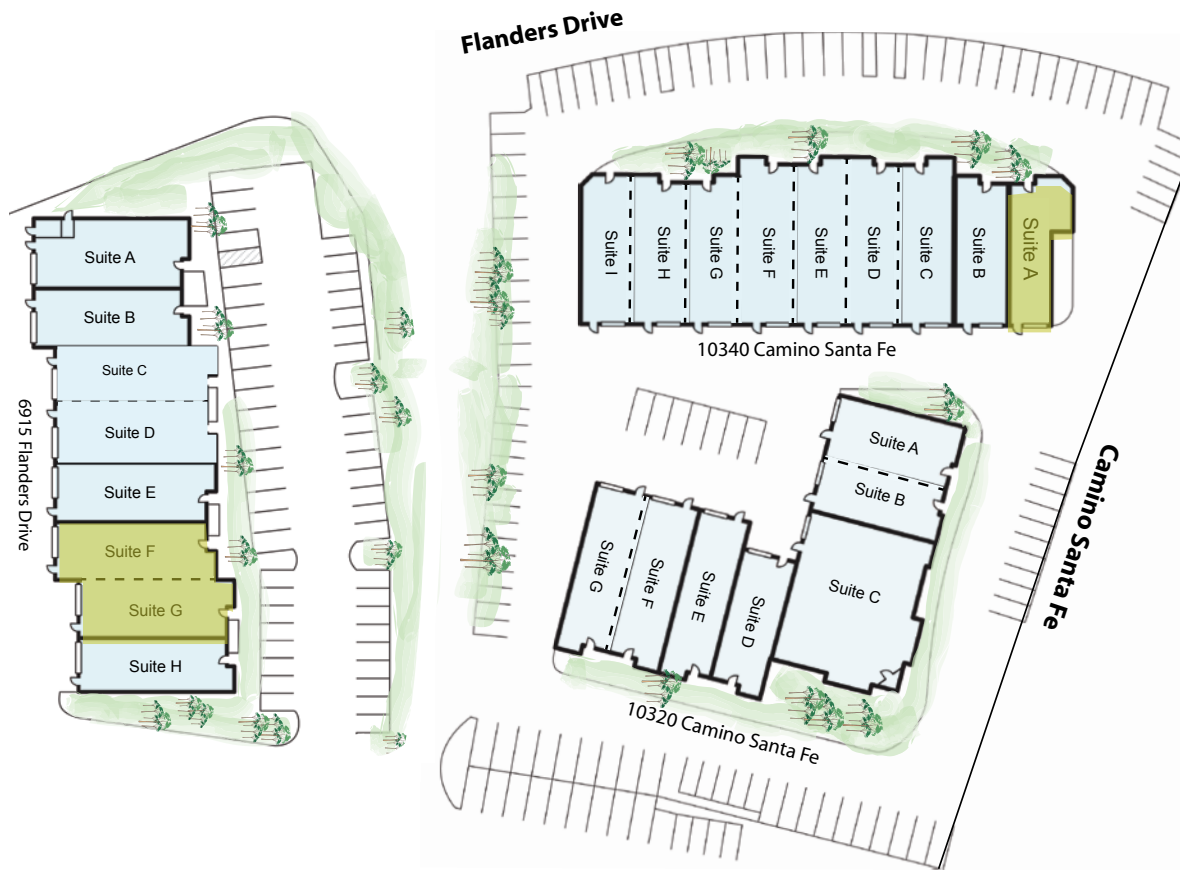 Flanders Drive
Suite A
Suite B
Suite C
Suite D
Suite E
Suite F
Suite G
Suite H
6915 Flanders Drive
Suite I
Suite H
Suite G
Suite F
Suite E
Suite D
Suite C
Suite B
Suite A
10340 Camino Santa Fe
Suite A
Suite B
Suite C
Suite D
Suite E
Suite F
Suite G
10320 Camino Santa Fe
Camino Santa Fe